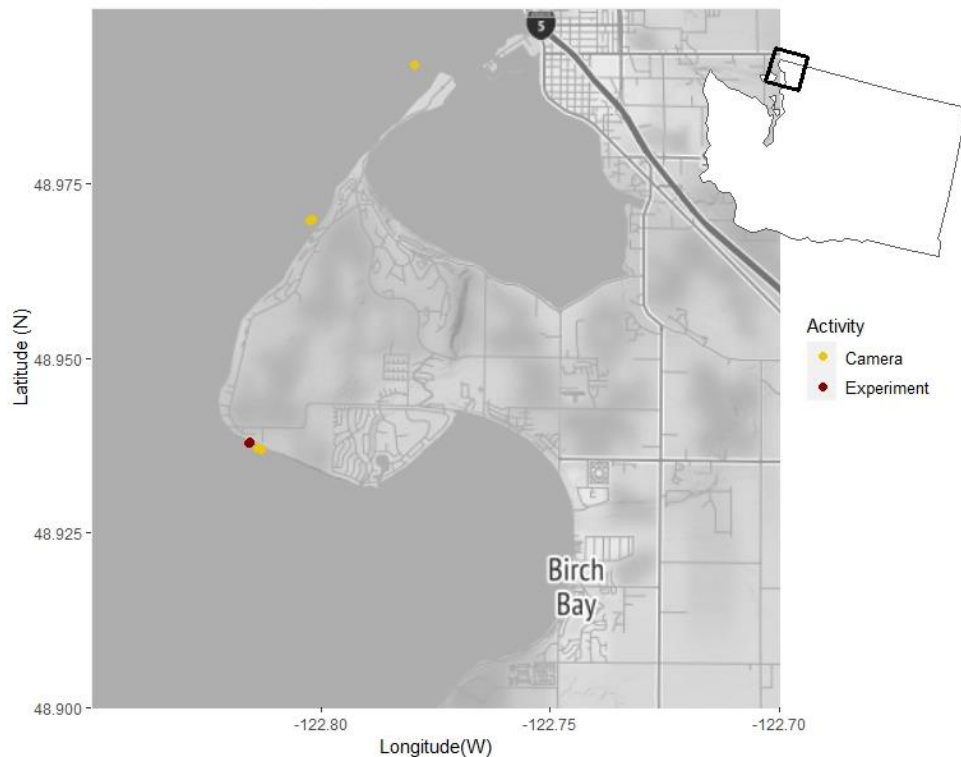 5
48.975
48.950
48.925
48.900
Latitude (N)
Birch
Bay
-122.80
-122.75
-122.70
Longitude(W)
Activity
Camera
Experiment